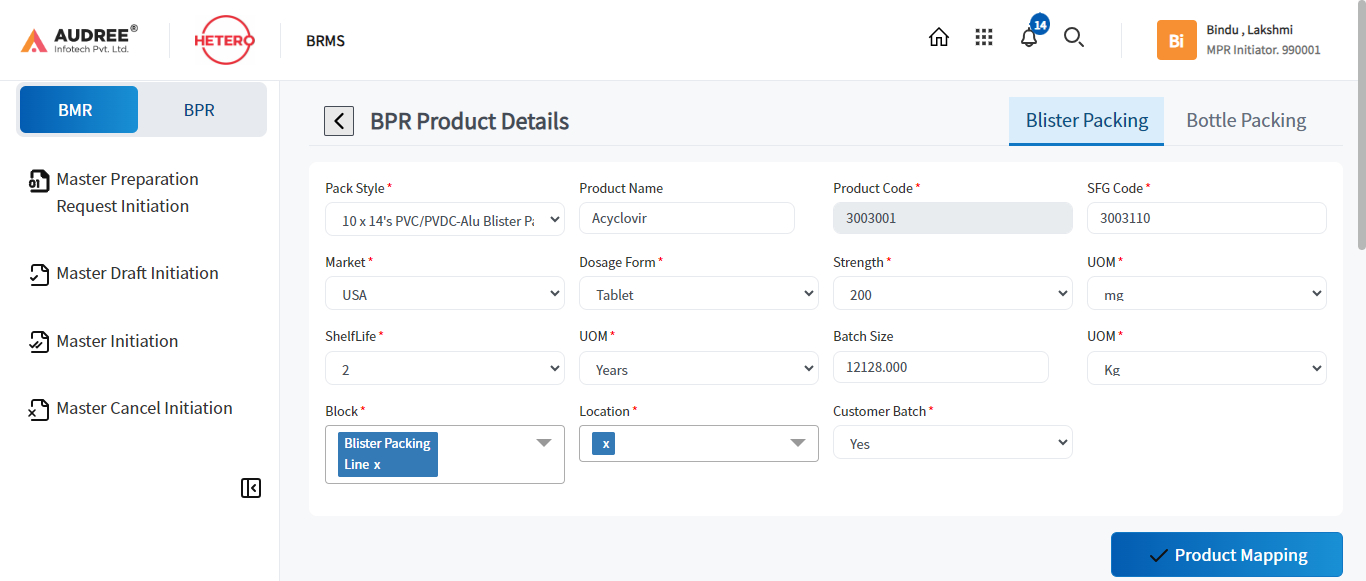 AUDREE®
Infotech Pvt. Ltd.
HETERO
BRMS
14
Bi
Bindu , Lakshmi
MPR Initiator. 990001
BMR
BPR
Master Preparation
Request Initiation
Master Draft Initiation
Master Initiation
Master Cancel Initiation
BPR Product Details
Blister Packing
Bottle Packing
Pack Style *
Product Name
Product Code *
SFG Code *
10 x 14's PVC/PVDC-Alu Blister
Acyclovir
3003001
3003110
Market *
Dosage Form *
Strength *
UOM *
USA
Tablet
200
mg
ShelfLife *
UOM *
Batch Size
UOM *
2
Years
12128.000
Kg
Block *
Location *
Customer Batch *
Blister Packing
Line x
x
Yes
Product Mapping